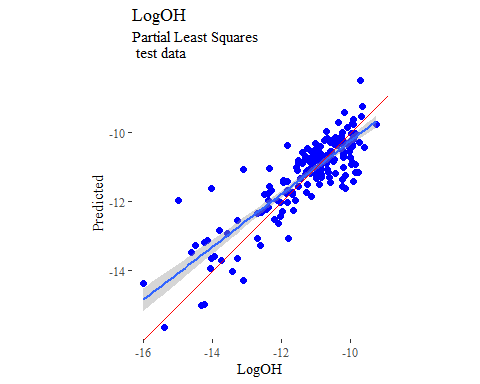 LogOH
Partial Least Squares
test data
-10
-12
-14
Predicted
-16 -14 -12 -10
LogOH